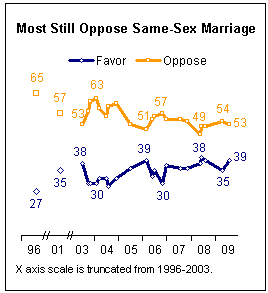 Most Still Oppose Same-Sex Marriage
Favor Oppose
65
63
57
53 51 57 49 54 53
38 39 38 39
35 30 30 35
27
96 01 03 04 05 06 07 08 09
X axis scale is truncated from 1996-2003.